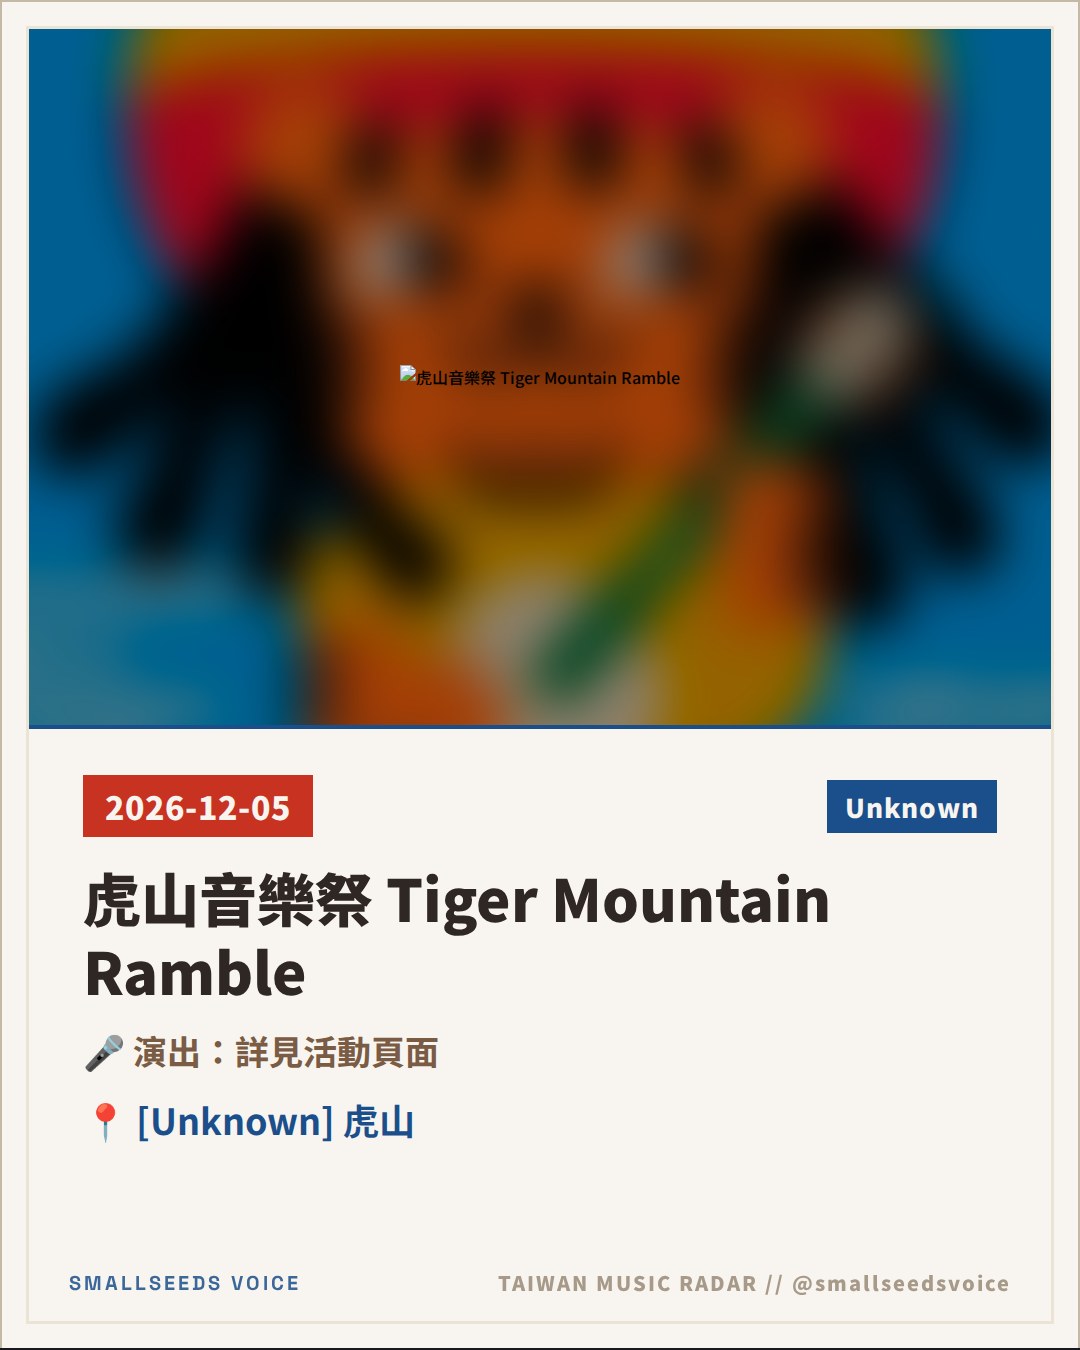 虎山音樂祭 Tiger Mountain Ramble
2026-12-05
Unknown
虎山音樂祭 Tiger Mountain
Ramble
演出：詳見活動頁面
[Unknown] 虎山
SMALLSEEDS VOICE
TAIWAN MUSIC RADAR // @smallseedsvoice